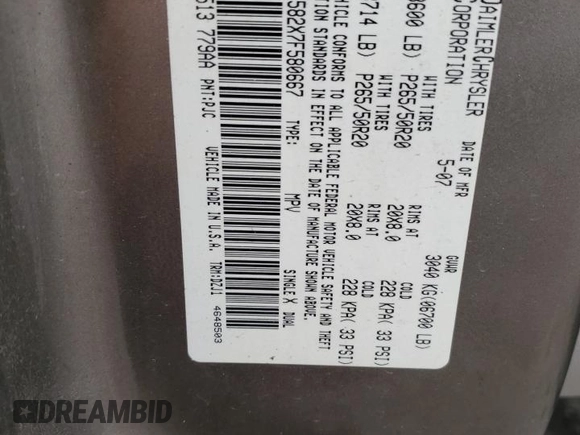 DAIMLERCHRYSLER
CORPORATION
DATE OF MFR
5-07
GVWR
3040 KG(06700 LB)
600 LB)
WITH TIRES
P265/50R20
RIMS AT
20X8.0
COLD
228 KPA( 33 PSI)
714 LB)
WITH TIRES
P265/50R20
RIMS AT
20X8.0
COLD
228 KPA( 33 PSI)
VEHICLE CONFORMS TO ALL APPLICABLE FEDERAL MOTOR VEHICLE SAFETY AND THEFT
TION STANDARDS IN EFFECT ON THE DATE OF MANUFACTURE SHOWN ABOVE.
582X7F580667
TYPE:
MPV
SINGLE X DUAL
513 779AA
PNT:PJC
VEHICLE MADE IN U.S.A.
TRM:DZJ1
4648503
DREAMBID